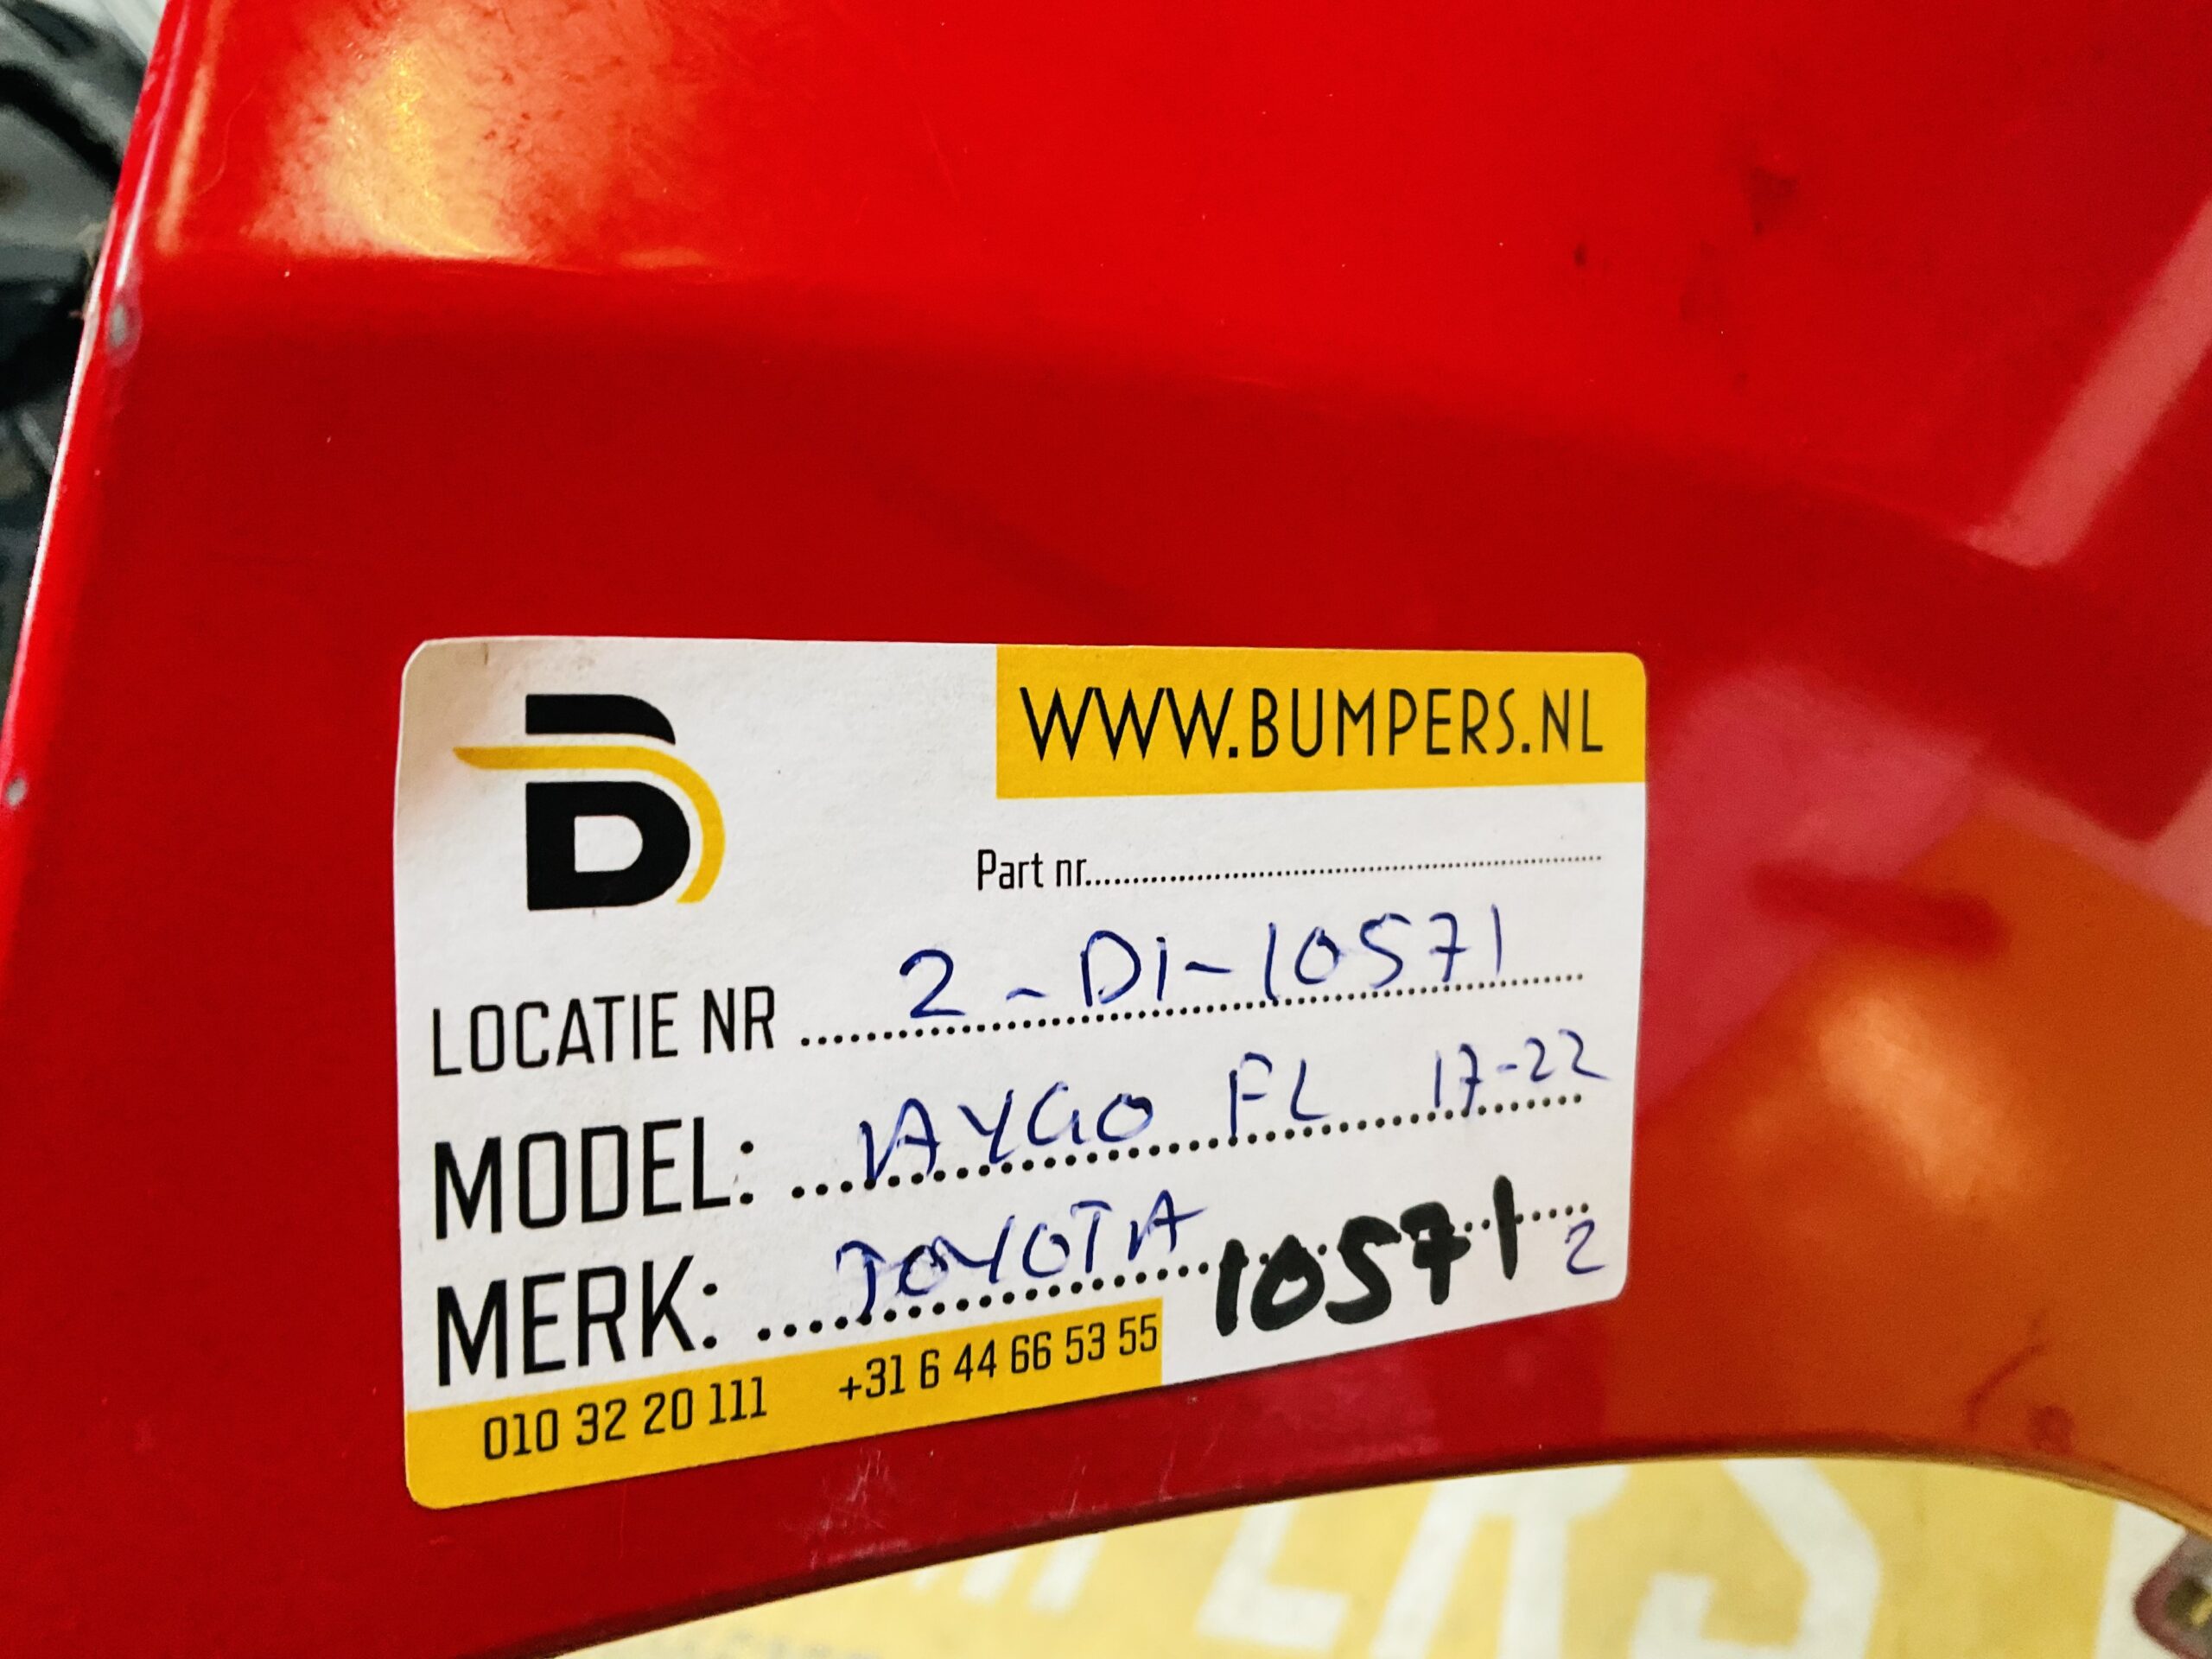 B
WWW.BUMPERS.NL
Part nr.
LOCATIE NR 2-D1-10571
MODEL: AYGO FL 17-22
MERK: TOYOTA 10571 2
010 32 20 111 +31 6 44 66 53 55